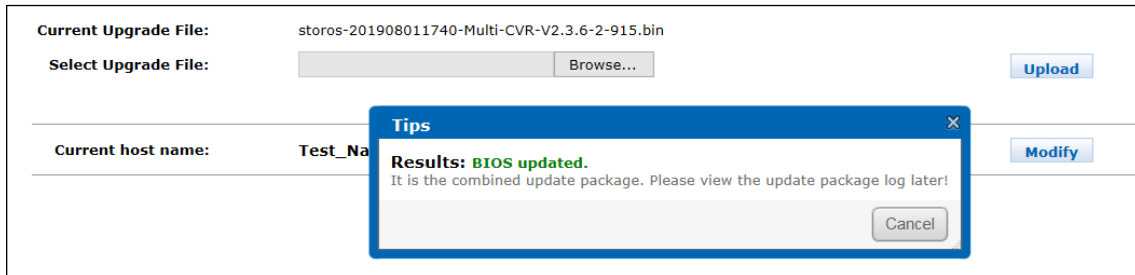 Current Upgrade File: storos-201908011740-Multi-CVR-V2.3.6-2-915.bin
Select Upgrade File: Browse... Upload
Tips
Current host name: Test_Na Modify
Results: BIOS updated.
It is the combined update package. Please view the update package log later!
Cancel